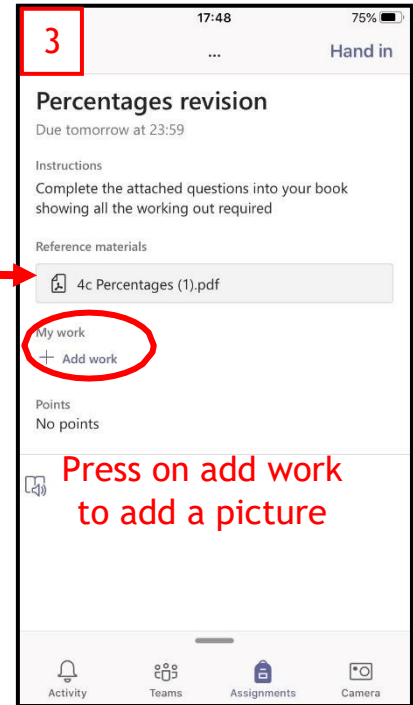 3
17:48
75%
...
Hand in
Percentages revision
Due tomorrow at 23:59
Instructions
Complete the attached questions into your book
showing all the working out required
Reference materials
4c Percentages (1).pdf
My work
+ Add work
Points
No points
Press on add work
to add a picture
Activity
Teams
Assignments
Camera